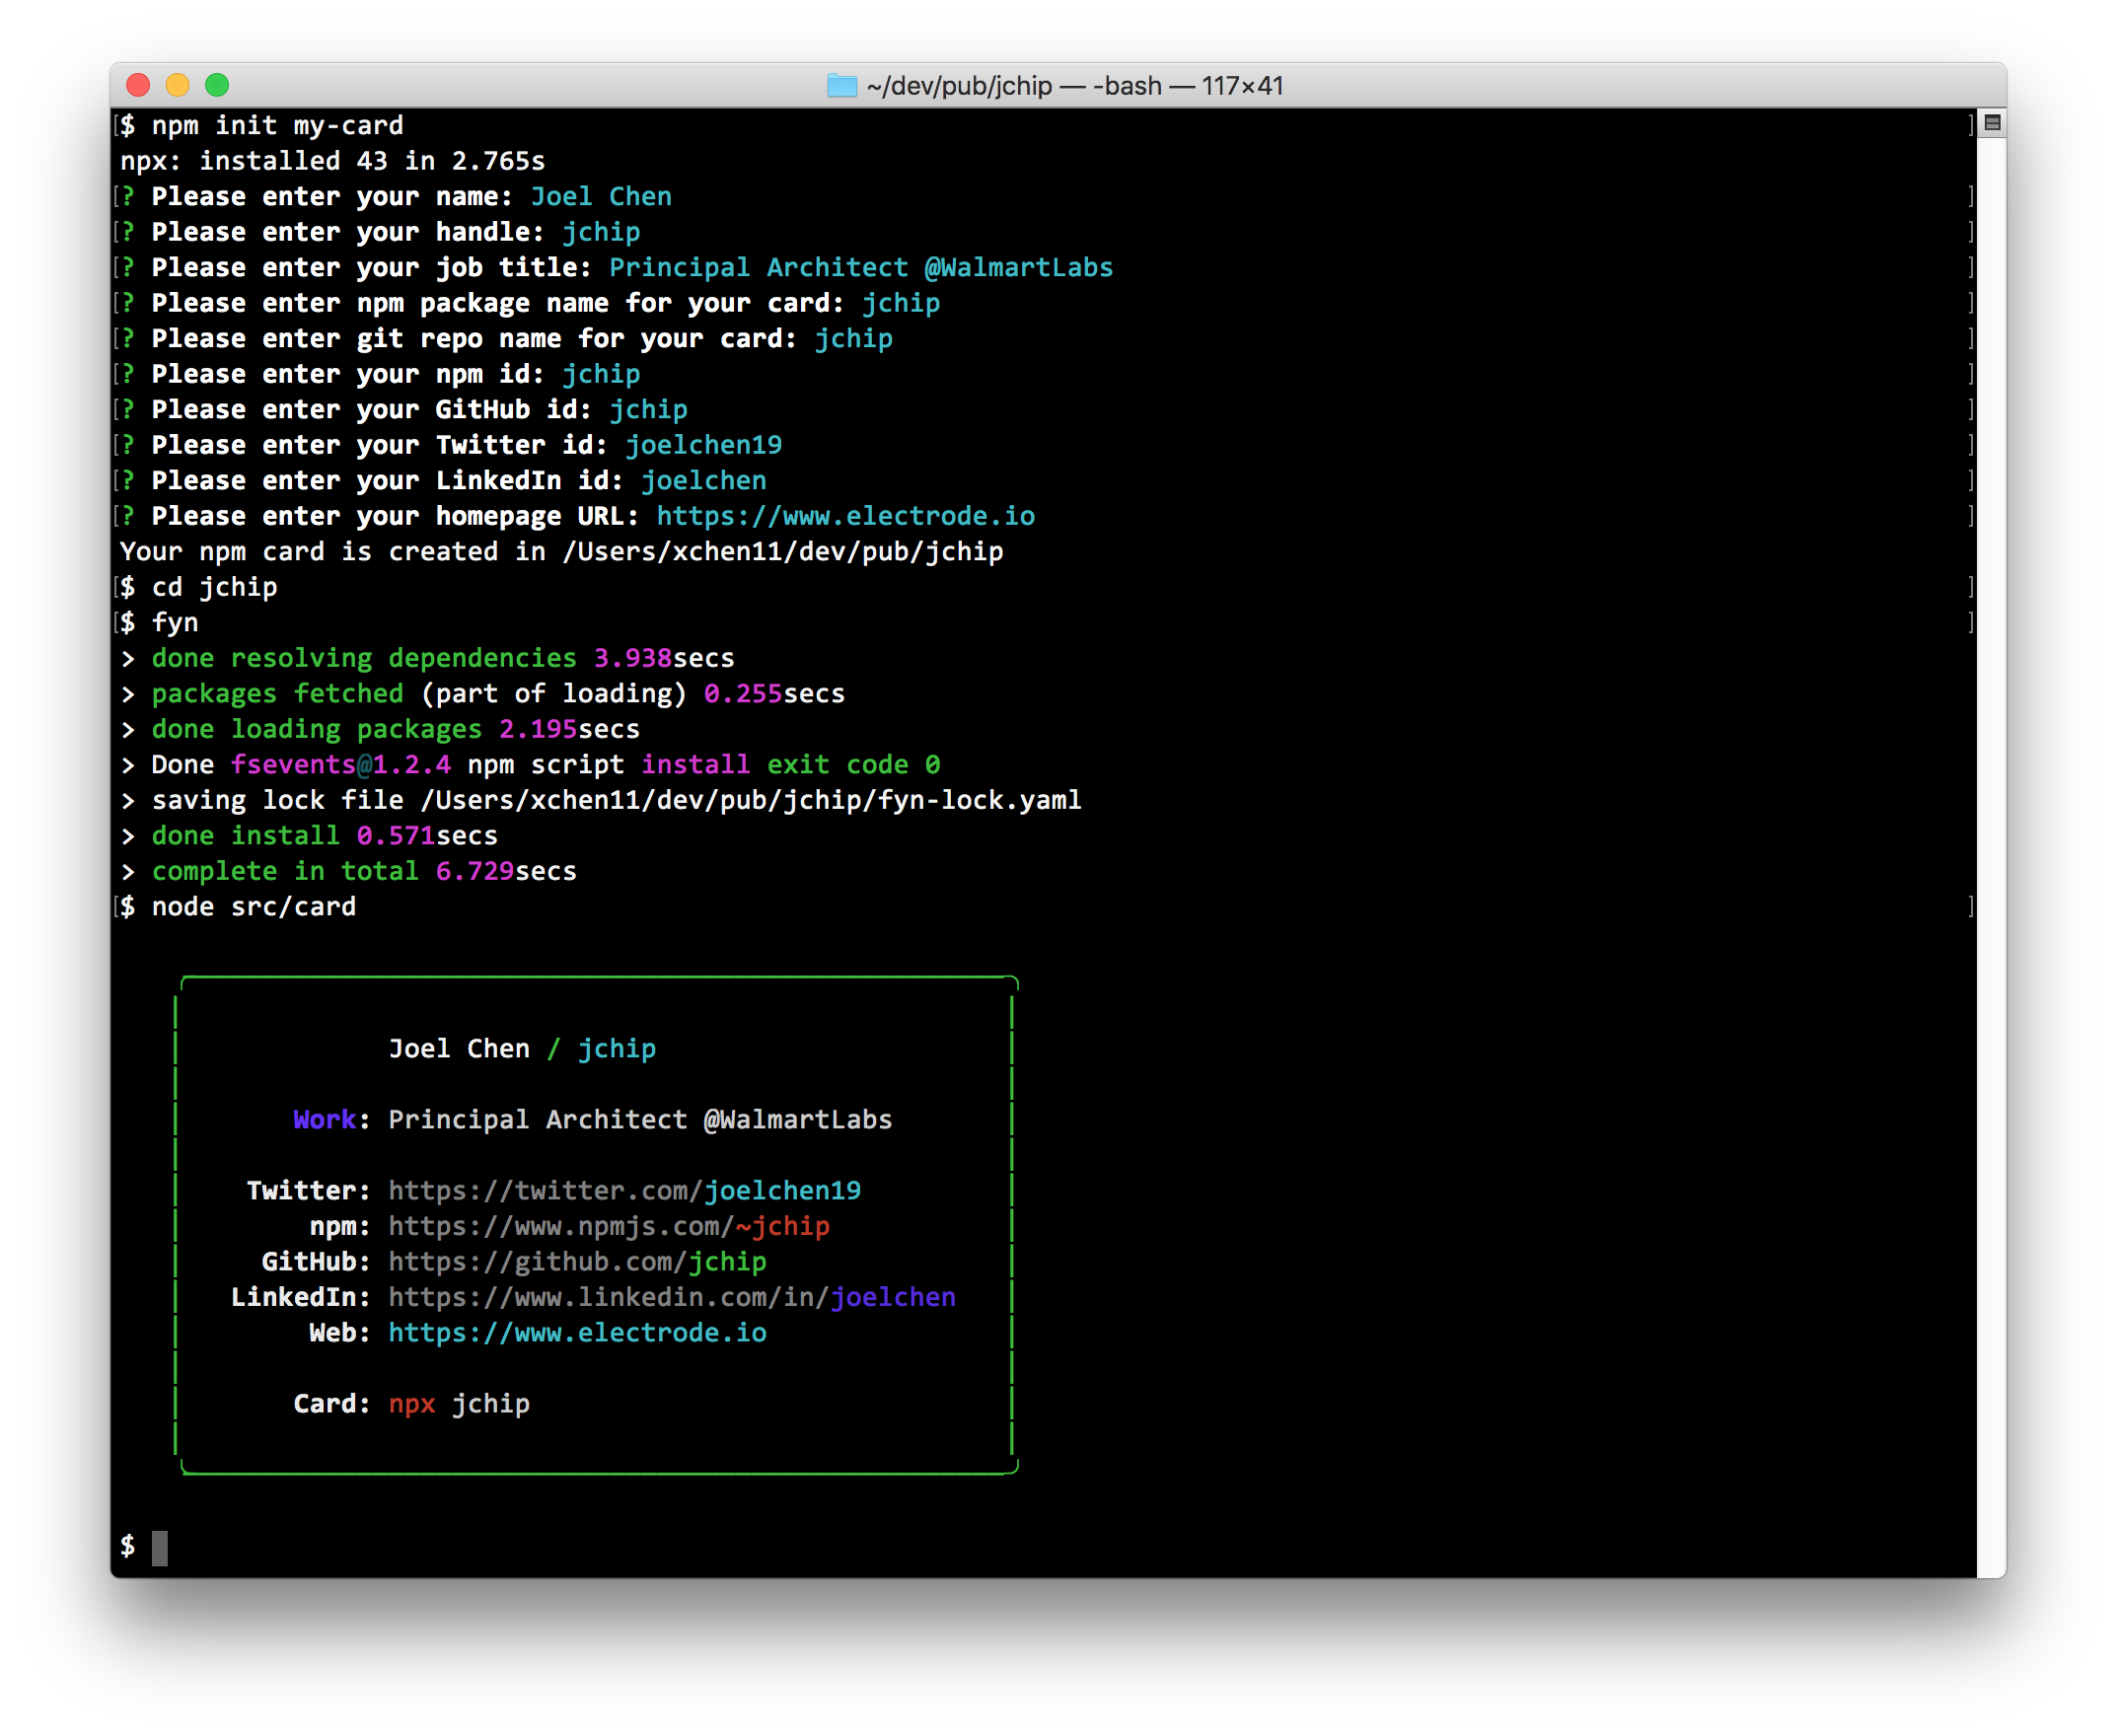 ~/dev/pub/jchip — -bash — 117×41
[$ npm init my-card ]
npx: installed 43 in 2.765s
[? Please enter your name: Joel Chen ]
[? Please enter your handle: jchip ]
[? Please enter your job title: Principal Architect @WalmartLabs ]
[? Please enter npm package name for your card: jchip ]
[? Please enter git repo name for your card: jchip ]
[? Please enter your npm id: jchip ]
[? Please enter your GitHub id: jchip ]
[? Please enter your Twitter id: joelchen19 ]
[? Please enter your LinkedIn id: joelchen ]
[? Please enter your homepage URL: https://www.electrode.io ]
Your npm card is created in /Users/xchen11/dev/pub/jchip
[$ cd jchip ]
[$ fyn ]
> done resolving dependencies 3.938secs
> packages fetched (part of loading) 0.255secs
> done loading packages 2.195secs
> Done fsevents@1.2.4 npm script install exit code 0
> saving lock file /Users/xchen11/dev/pub/jchip/fyn-lock.yaml
> done install 0.571secs
> complete in total 6.729secs
[$ node src/card ]
Joel Chen / jchip
Work: Principal Architect @WalmartLabs
Twitter: https://twitter.com/joelchen19
npm: https://www.npmjs.com/~jchip
GitHub: https://github.com/jchip
LinkedIn: https://www.linkedin.com/in/joelchen
Web: https://www.electrode.io
Card: npx jchip
$